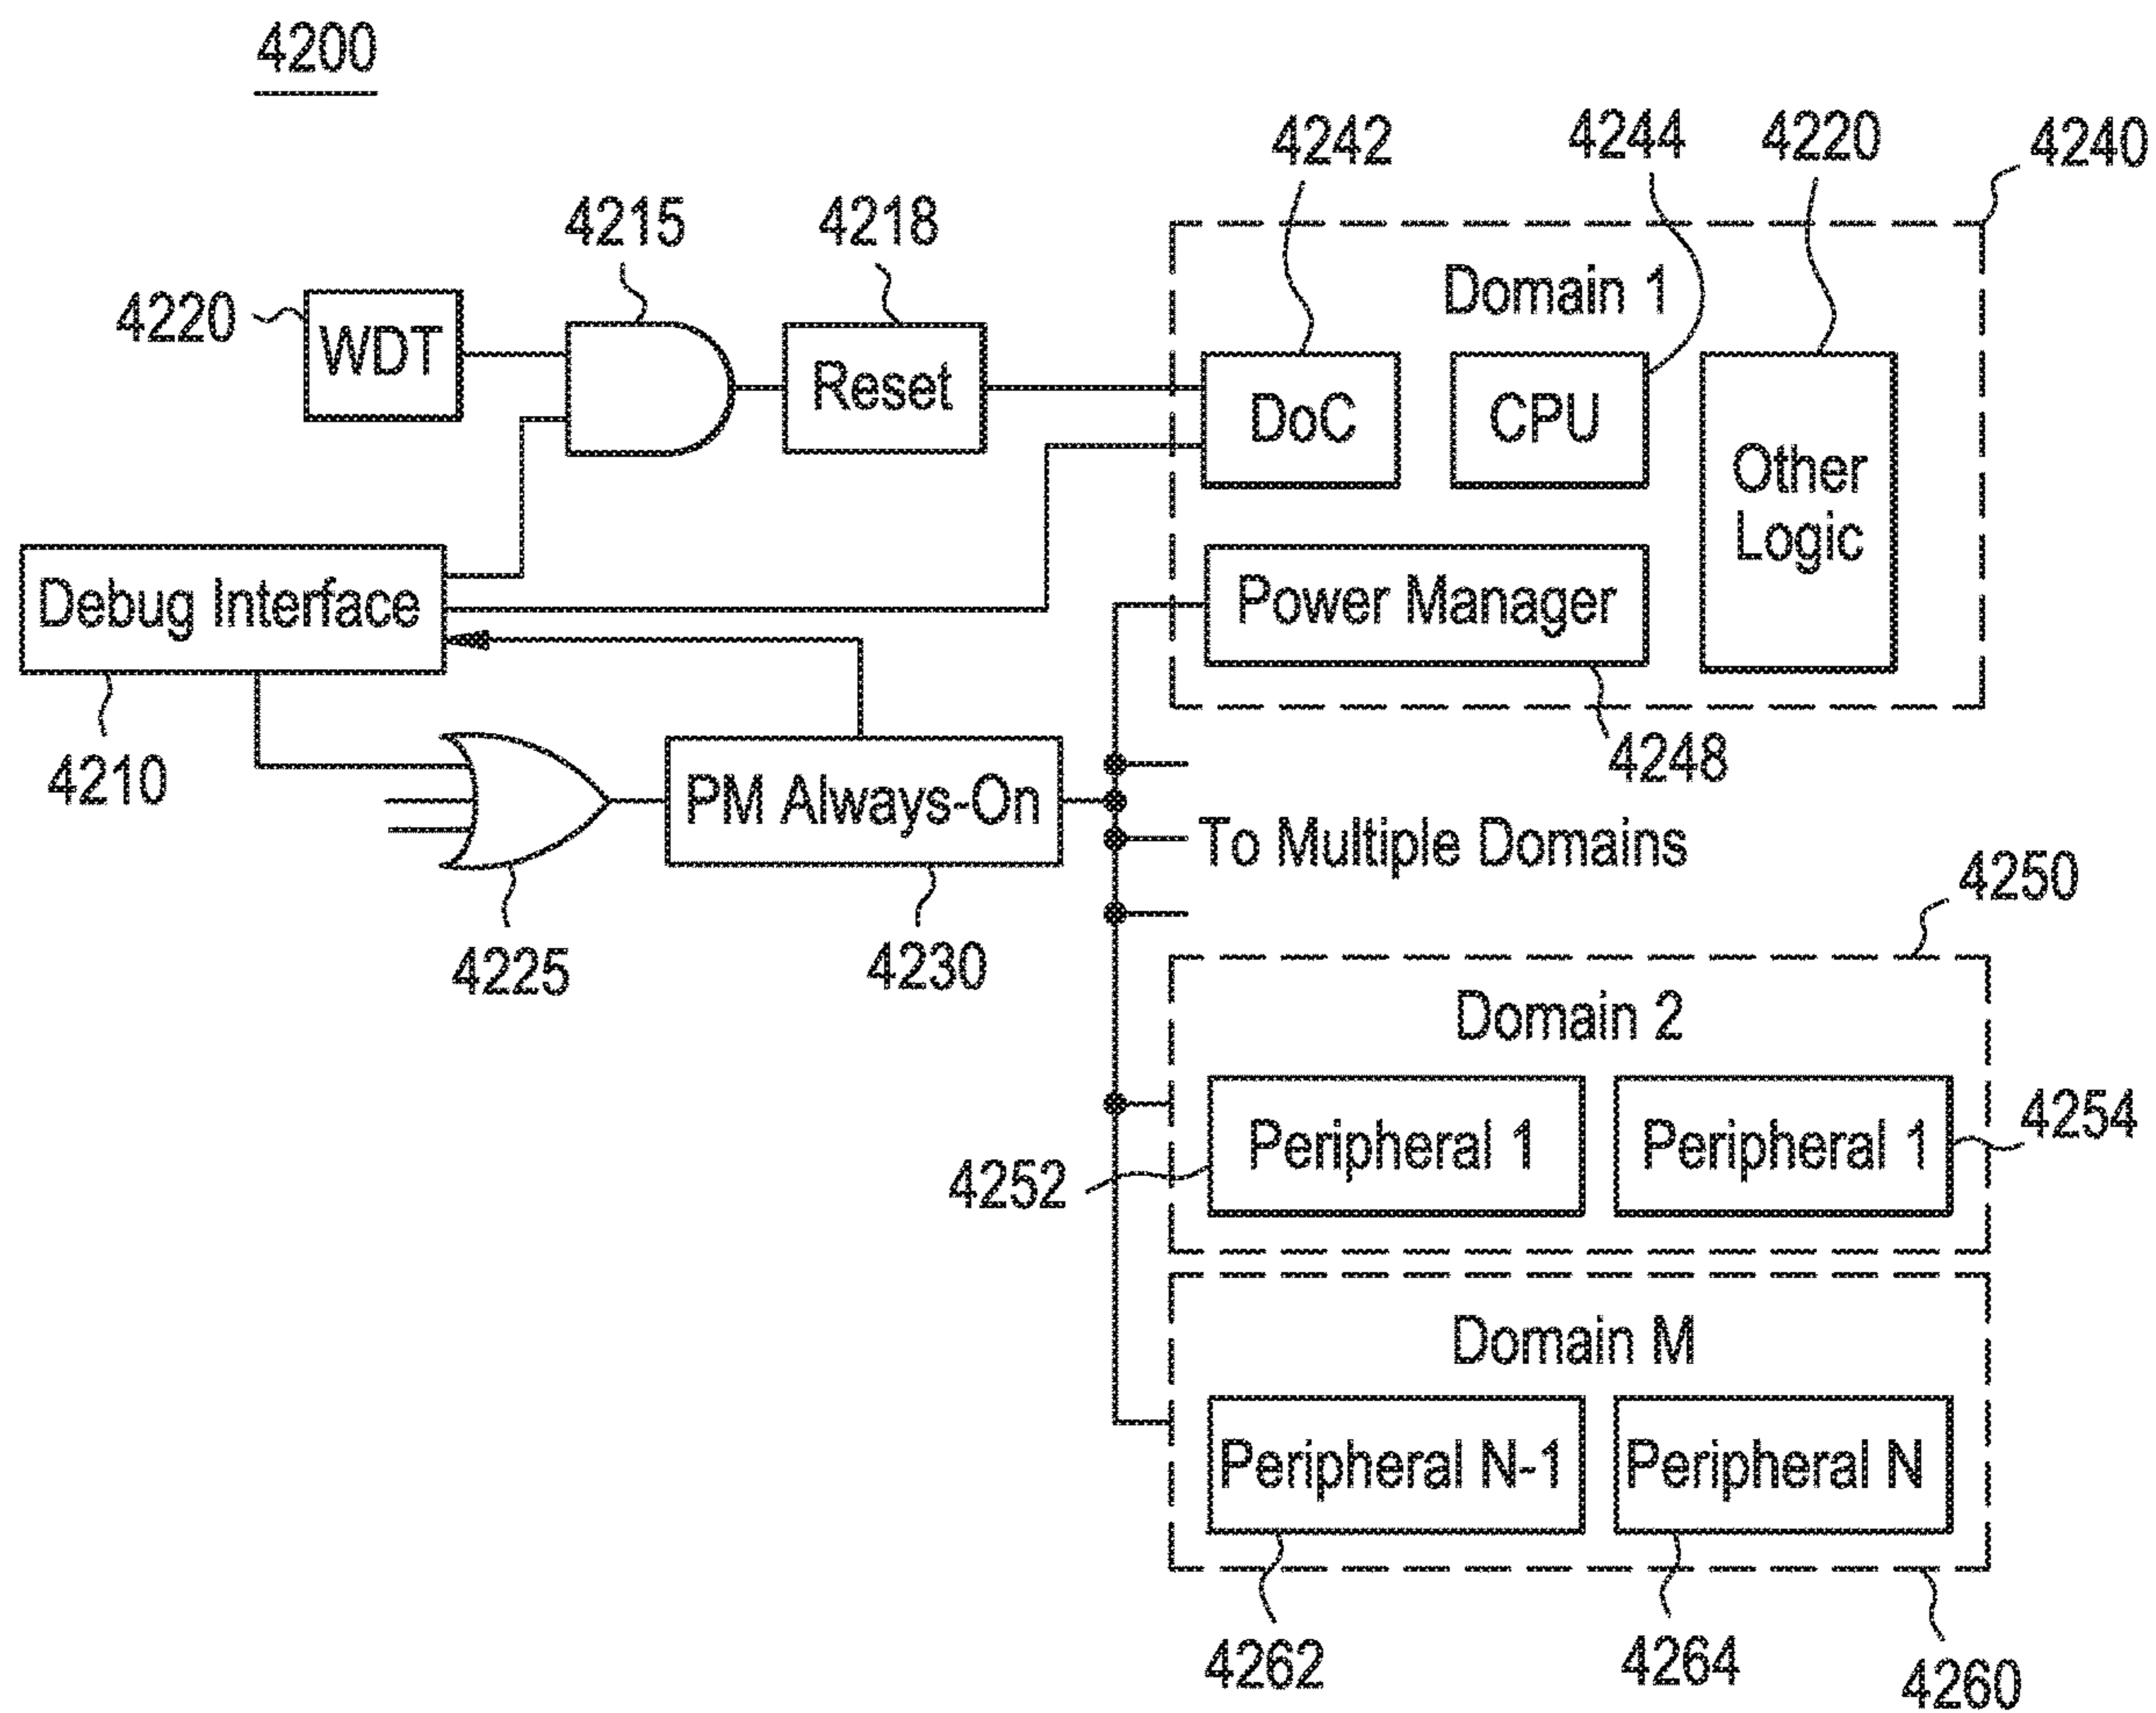 4200
4242
4244
4220
4240
4215
4218
4220
WDT
Reset
Domain 1
DoC
CPU
Other
Logic
Debug Interface
Power Manager
4210
4248
PM Always-On
To Multiple Domains
4225
4230
4250
Domain 2
Peripheral 1
Peripheral 1
4252
4254
Domain M
Peripheral N-1
Peripheral N
4262
4264
4260